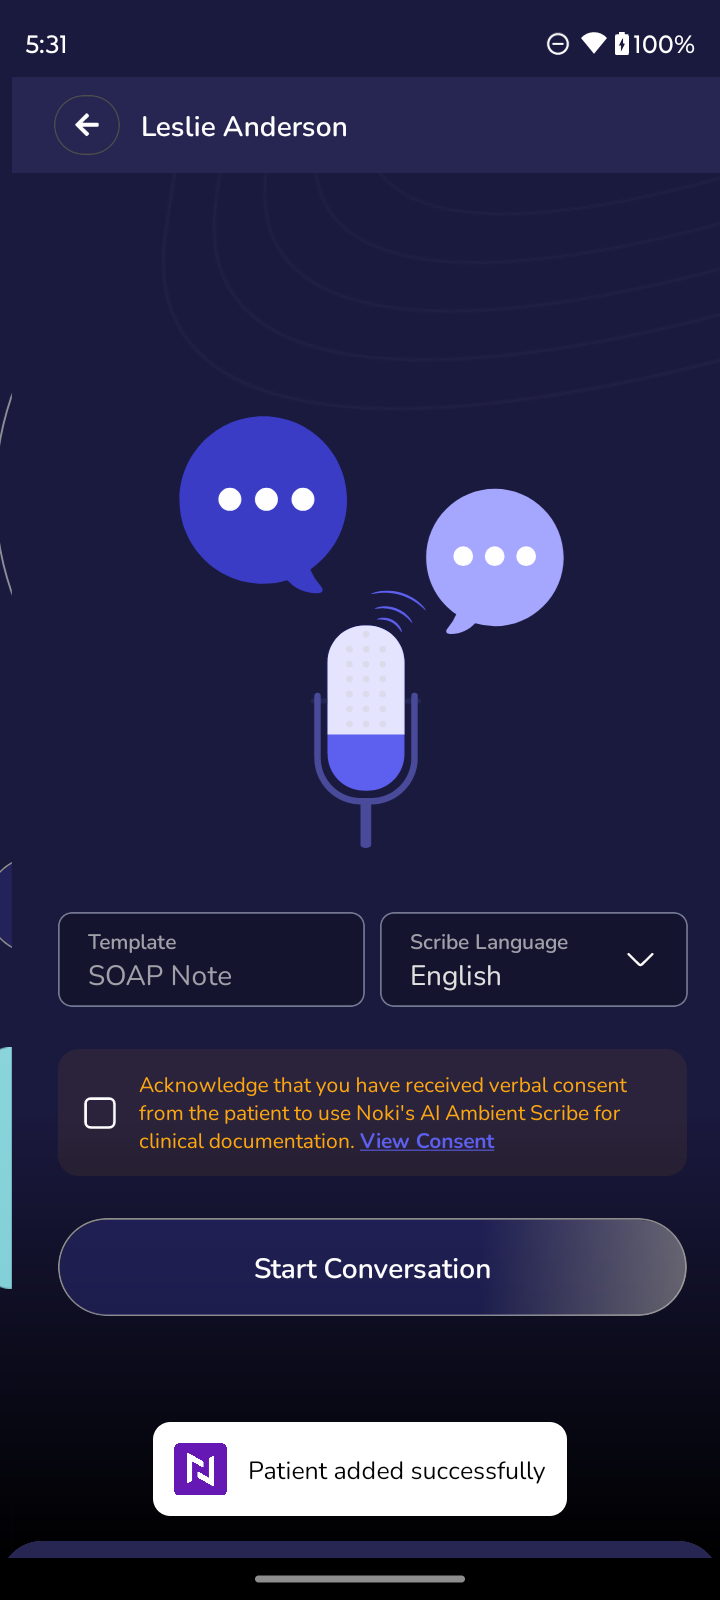 5:31
100%
Leslie Anderson
Template
SOAP Note
Scribe Language
English
Acknowledge that you have received verbal consent
from the patient to use Noki's AI Ambient Scribe for
clinical documentation. View Consent
Start Conversation
Patient added successfully